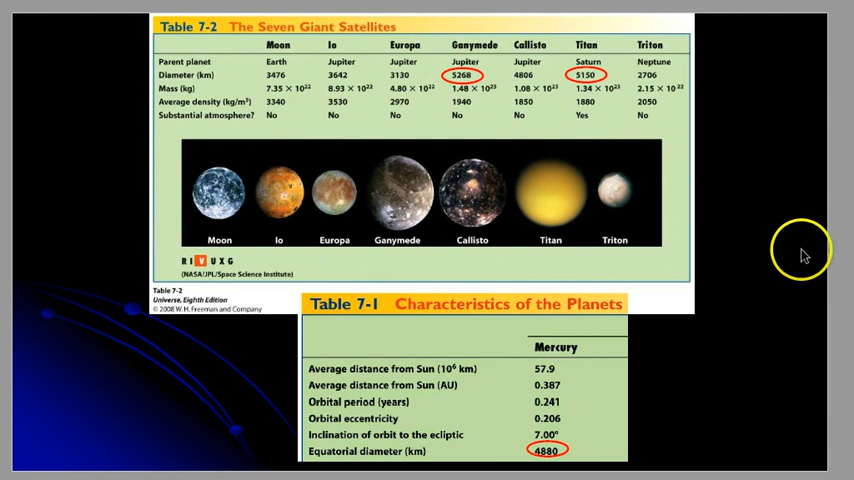 Table 7-2 The Seven Giant Satellites
Moon Io Europa Ganymede Callisto Titan Triton
Parent planet Earth Jupiter Jupiter Jupiter Jupiter Saturn Neptune
Diameter (km) 3476 3642 3130 5268 4806 5150 2706
Mass (kg) 7.35 × 10²² 8.93 × 10²² 4.80 × 10²² 1.48 × 10²³ 1.08 × 10²³ 1.34 × 10²³ 2.15 × 10²²
Average density (kg/m³) 3340 3530 2970 1940 1850 1880 2050
Substantial atmosphere? No No No No No Yes No
Moon Io Europa Ganymede Callisto Titan Triton
R I V U X G
(NASA/JPL/Space Science Institute)
Table 7-2
Universe, Eighth Edition
© 2008 W. H. Freeman and Company
Table 7-1 Characteristics of the Planets
Mercury
Average distance from Sun (10⁶ km) 57.9
Average distance from Sun (AU) 0.387
Orbital period (years) 0.241
Orbital eccentricity 0.206
Inclination of orbit to the ecliptic 7.00°
Equatorial diameter (km) 4880